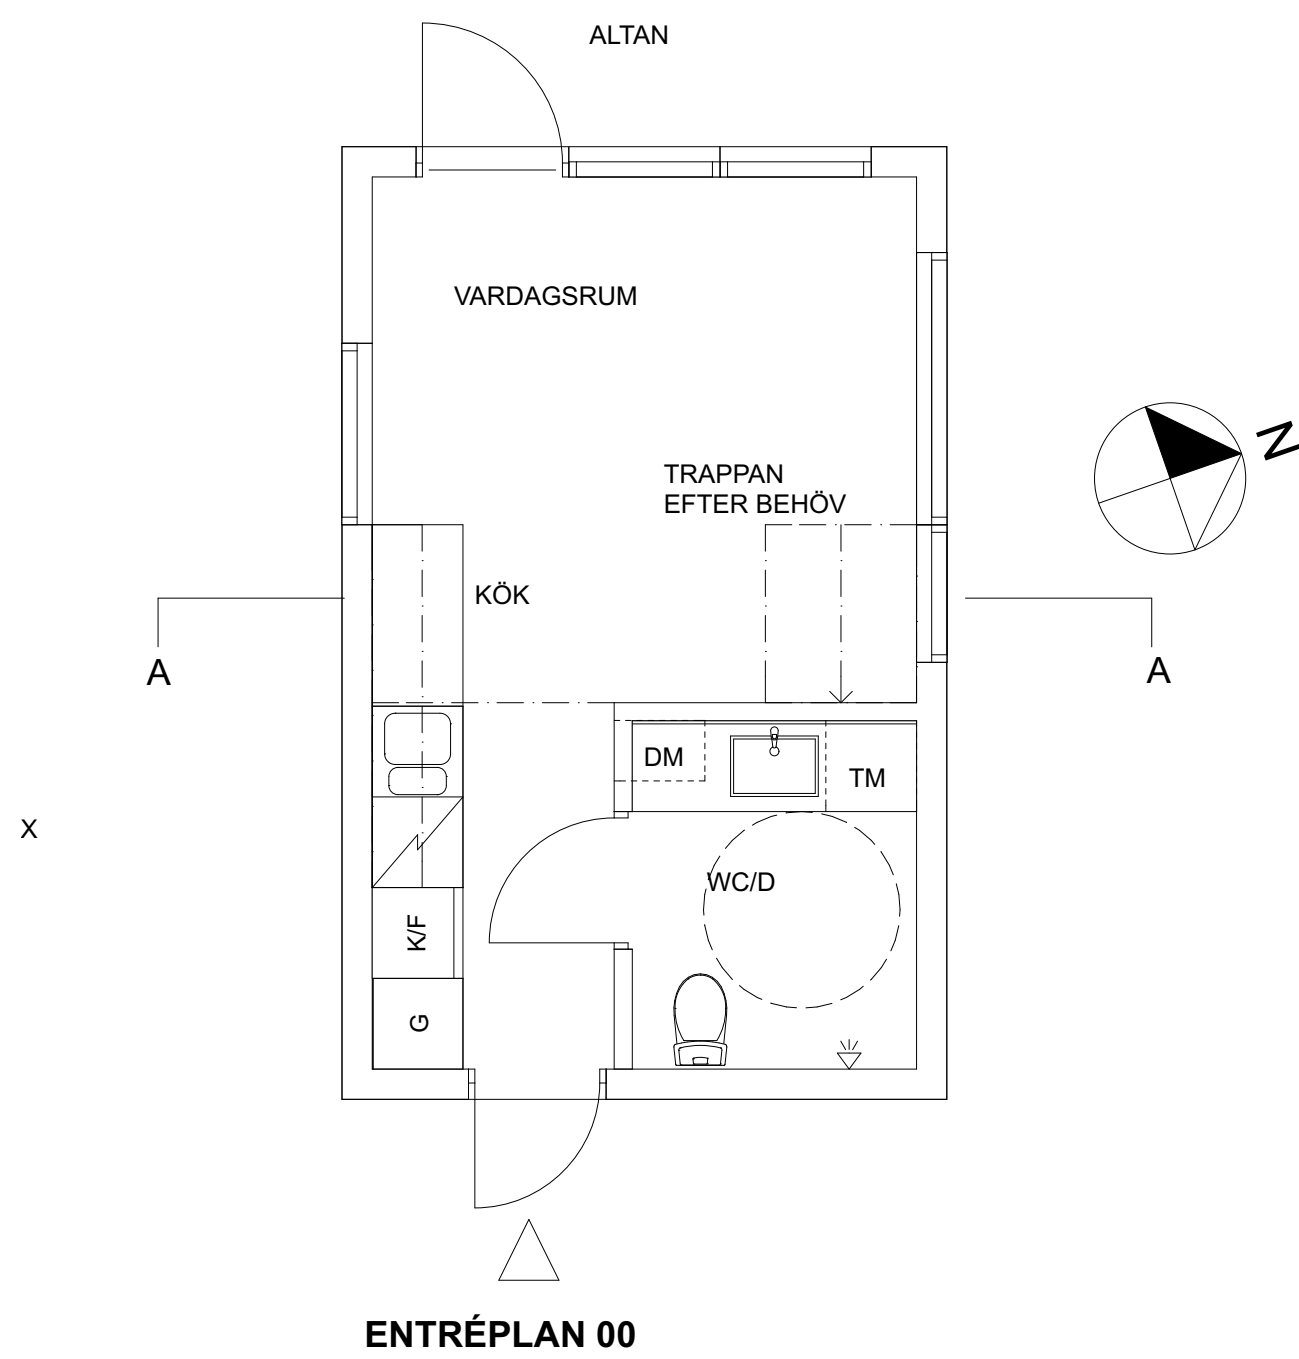 ALTAN
VARDAGSRUM
TRAPPAN
EFTER BEHÖV
N
KÖK
A
A
DM
TM
X
WC/D
K/F
G
ENTRÉPLAN 00